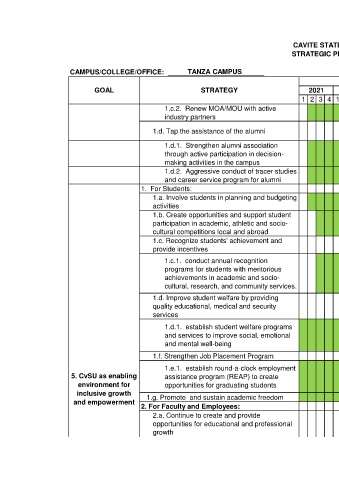 CAVITE STAT
STRATEGIC P
CAMPUS/COLLEGE/OFFICE: TANZA CAMPUS
GOAL STRATEGY 2021
1 2 3 4 1
1.c.2. Renew MOA/MOU with active
industry partners
1.d. Tap the assistance of the alumni
1.d.1. Strengthen alumni association
through active participation in decision-
making activities in the campus
1.d.2. Aggressive conduct of tracer studies
and career service program for alumni
1. For Students:
1.a. Involve students in planning and budgeting
activities
1.b. Create opportunities and support student
participation in academic, athletic and socio-
cultural competitions local and abroad
1.c. Recognize students' achievement and
provide incentives
1.c.1. conduct annual recognition
programs for students with meritorious
achievements in academic and socio-
cultural, research, and community services.
1.d. Improve student welfare by providing
quality educational, medical and security
services
1.d.1. establish student welfare programs
and services to improve social, emotional
and mental well-being
1.f. Strengthen Job Placement Program
1.e.1. establish round-a-clock employment
assistance program (REAP) to create
opportunities for graduating students
1.g. Promote and sustain academic freedom
5. CvSU as enabling
environment for
inclusive growth
and empowerment
2. For Faculty and Employees:
2.a. Continue to create and provide
opportunities for educational and professional
growth